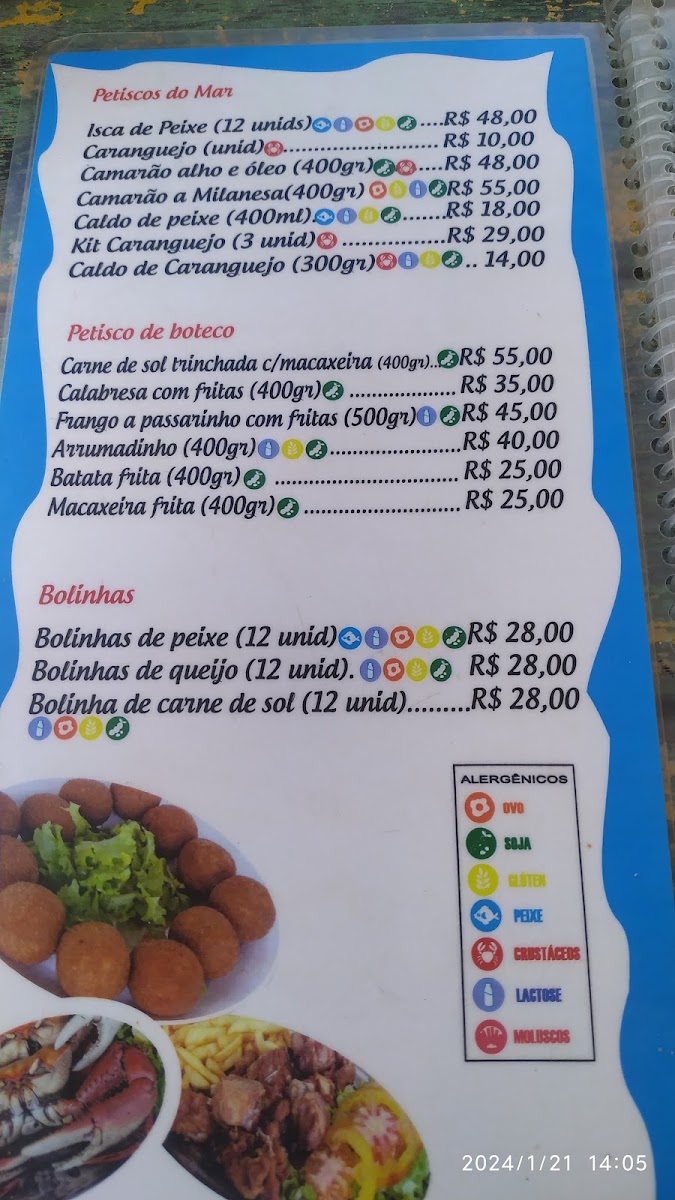 Petiscos do Mar
Isca de Peixe (12 unids)....R$ 48,00
Caranguejo (unid)............................R$ 10,00
Camarão alho e óleo (400gr)....R$ 48,00
Camarão a Milanesa(400gr) R$ 55,00
Caldo de peixe (400ml).......R$ 18,00
Kit Caranguejo (3 unid)...................R$ 29,00
Caldo de Caranguejo (300gr).. 14,00
Petisco de boteco
Carne de sol trinchada c/macaxeira (400gr)..R$ 55,00
Calabresa com fritas (400gr)...................R$ 35,00
Frango a passarinho com fritas (500gr)R$ 45,00
Arrumadinho (400gr).......................R$ 40,00
Batata frita (400gr)................................R$ 25,00
Macaxeira frita (400gr)...........................R$ 25,00
Bolinhas
Bolinhas de peixe (12 unid)R$ 28,00
Bolinhas de queijo (12 unid). R$ 28,00
Bolinha de carne de sol (12 unid).........R$ 28,00
ALERGÊNICOS
OVO
SOJA
GLÚTEN
PEIXE
CRUSTÁCEOS
LACTOSE
MOLUSCOS
2024/1/21 14:05